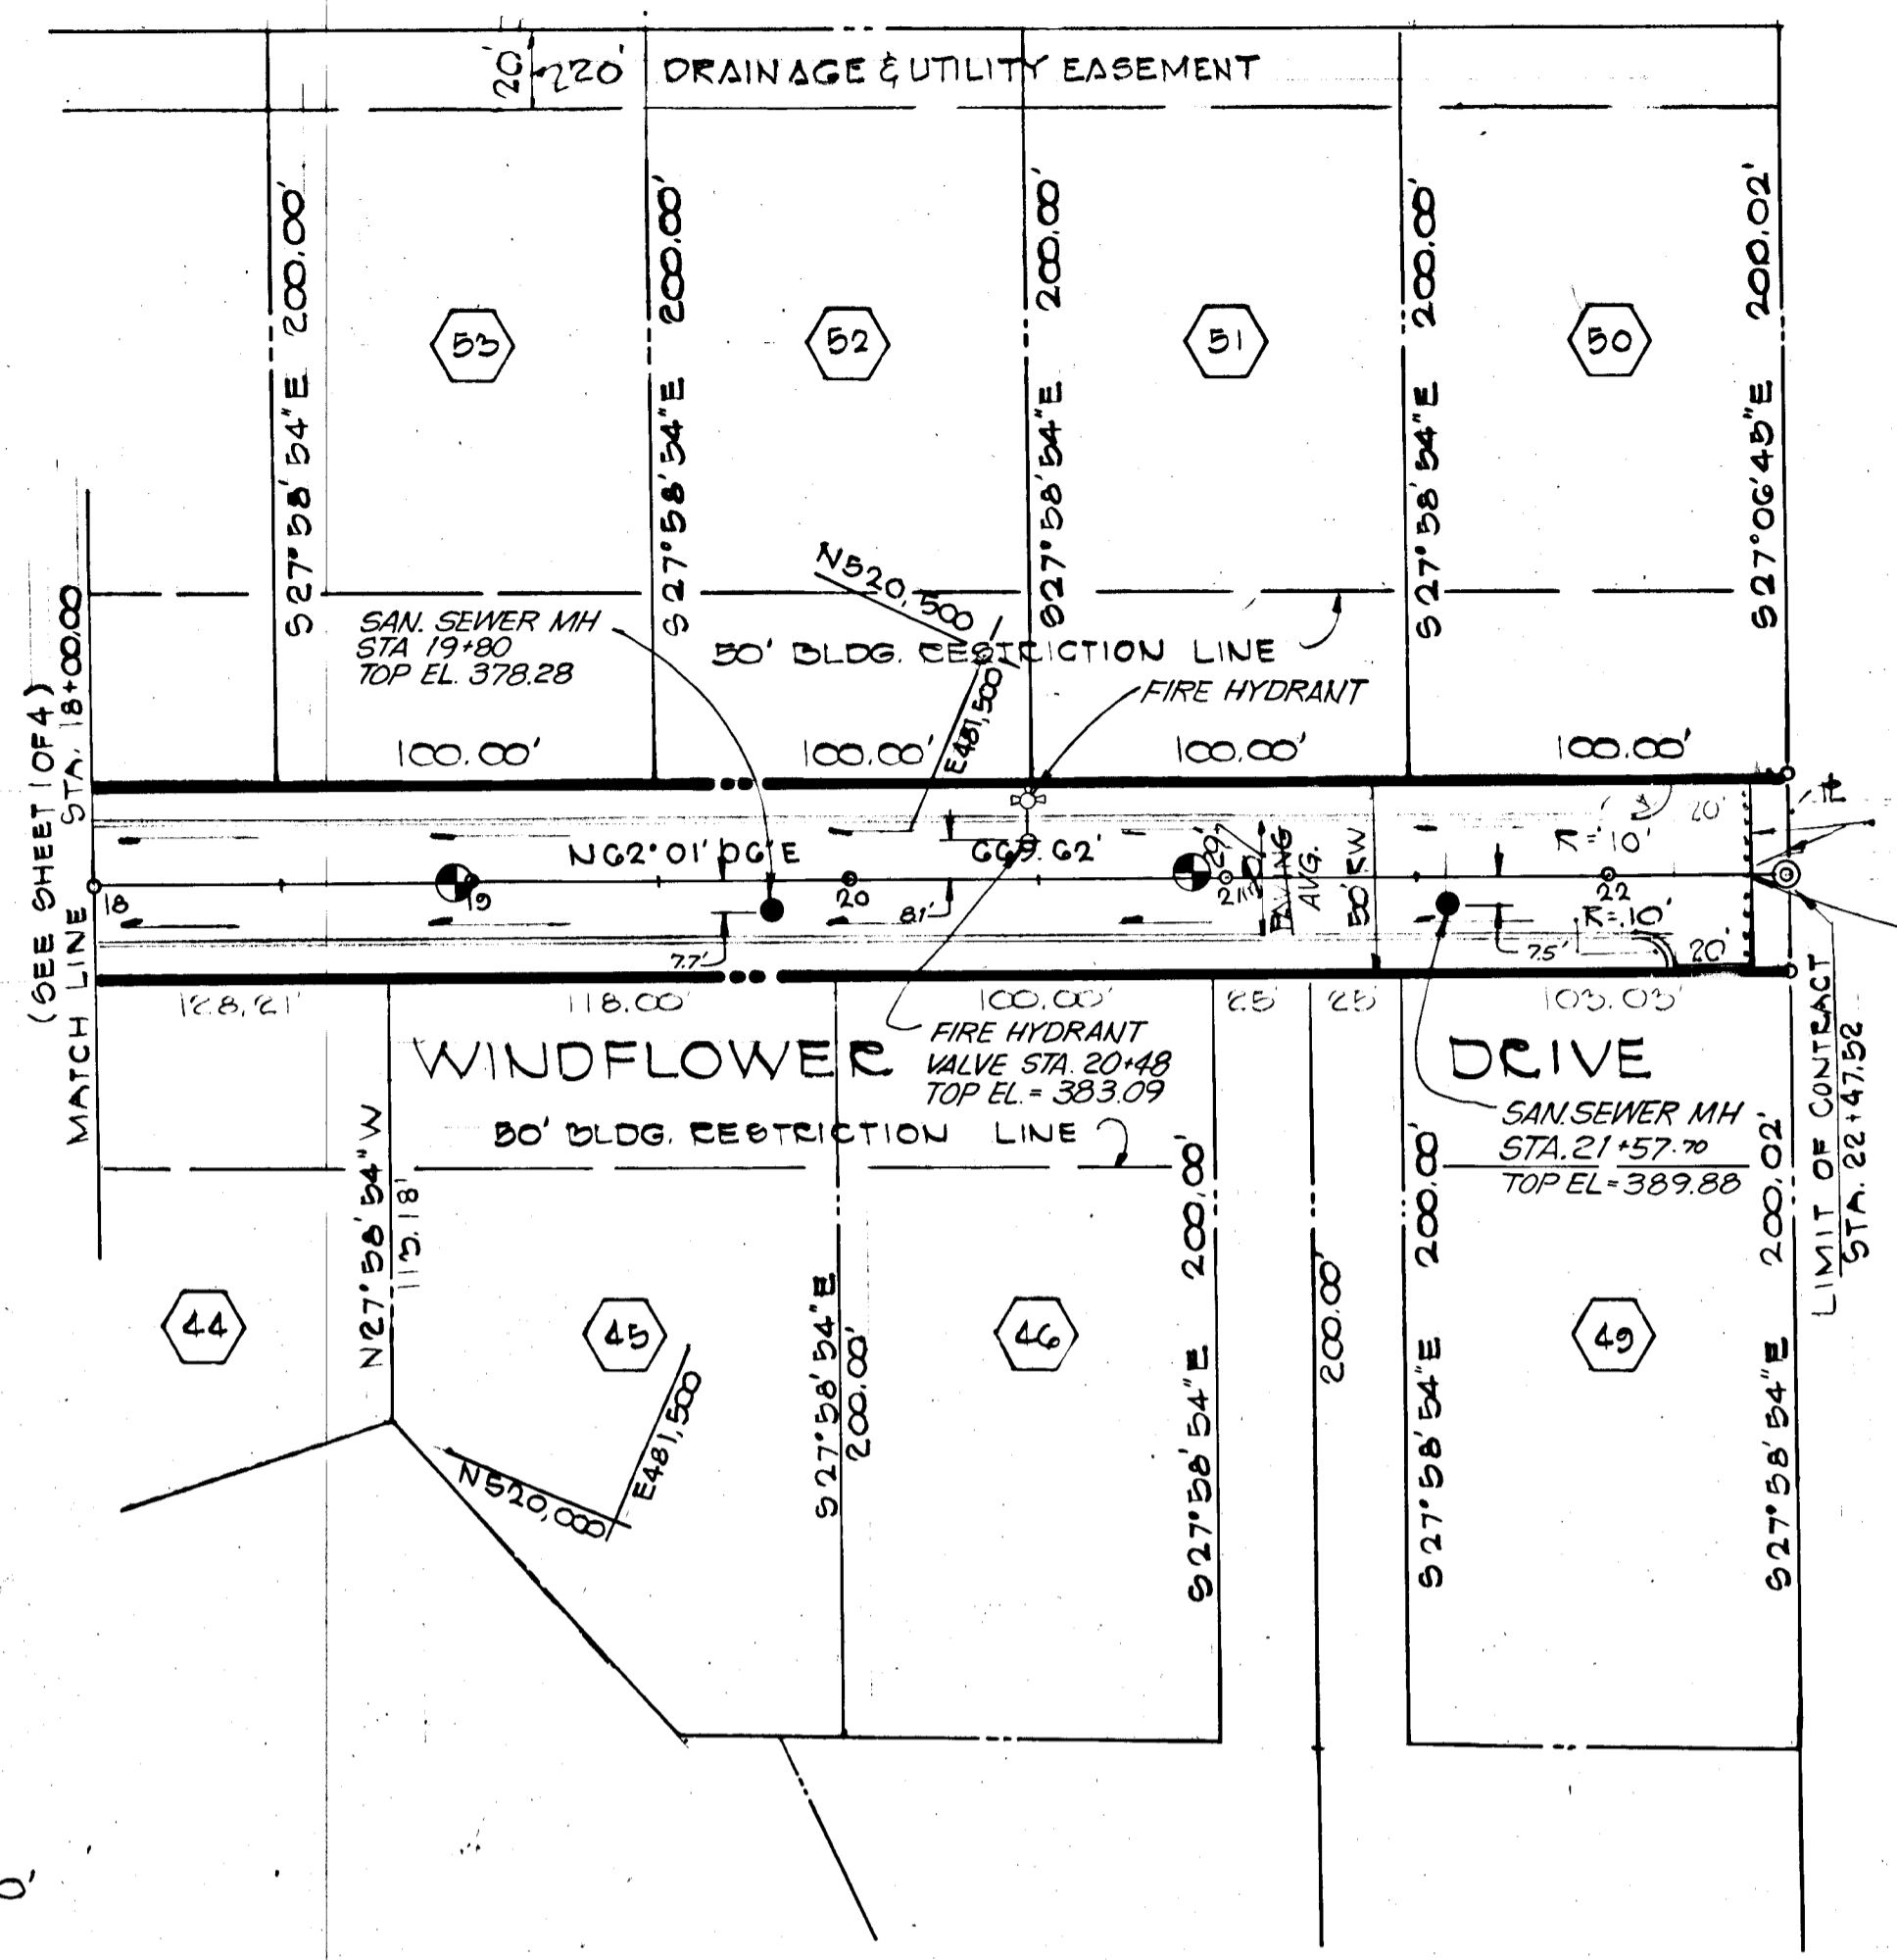 20' 20' DRAINAGE & UTILITY EASEMENT
S27°58'54"E 200.00'
S27°58'54"E 200.00'
S27°58'54"E 200.00'
S27°58'54"E 200.00'
S27°06'45"E 200.02'
53
52
51
50
N520,500
E481,500
SAN. SEWER MH
STA 19+80
TOP EL. 378.28
50' BLDG. RESTRICTION LINE
FIRE HYDRANT
100.00'
100.00'
100.00'
100.00'
(SEE SHEET 1 OF 4)
MATCH LINE STA. 18+00.00
N62°01'06"E
669.62'
29'
PAVING
AVG.
50' R/W
R=10'
20'
18
19
20
21
22
R=10'
20'
7.7'
8.1'
7.5'
128.21'
118.00'
100.00'
25'
25'
103.03'
WINDFLOWER DRIVE
FIRE HYDRANT
VALVE STA. 20+48
TOP EL. = 383.09
50' BLDG. RESTRICTION LINE
SAN. SEWER MH
STA. 21+57.70
TOP EL = 389.88
LIMIT OF CONTRACT
STA. 22+47.52
N27°58'54"W
113.18'
S27°58'54"E
200.00'
S27°58'54"E 200.00'
200.00'
S27°58'54"E 200.00'
S27°58'54"E 200.02'
44
45
46
49
N520,000
E481,500
0'